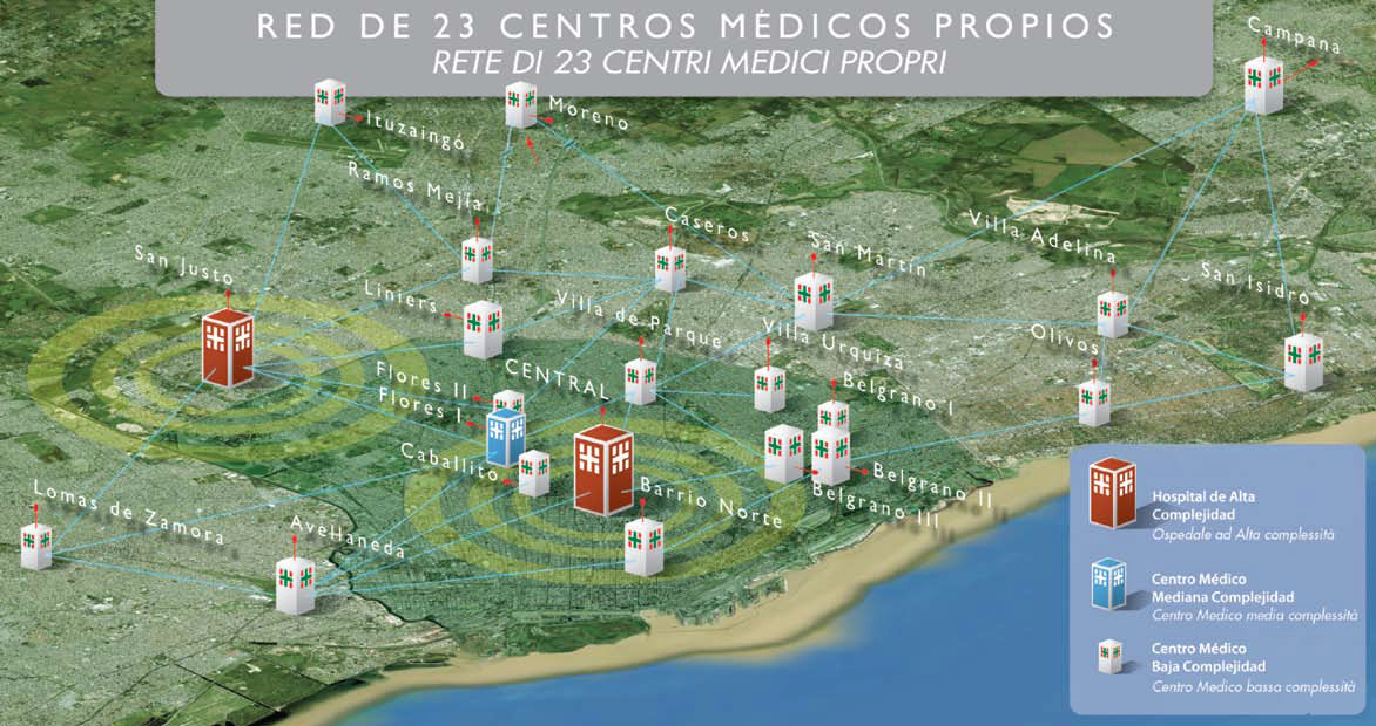 RED DE 23 CENTROS MÉDICOS PROPIOS
RETE DI 23 CENTRI MEDICI PROPRI
Campana
Ituzaingó
Moreno
Ramos Mejía
Caseros
San Martín
Villa Adelina
San Justo
San Isidro
Liniers
Villa de Parque
Villa Urquiza
Olivos
Flores II
CENTRAL
Belgrano I
Flores I
Caballito
Belgrano II
Barrio Norte
Belgrano III
Lomas de Zamora
Avellaneda
Hospital de Alta
Complejidad
Ospedale ad Alta complessità
Centro Médico
Mediana Complejidad
Centro Medico media complessità
Centro Médico
Baja Complejidad
Centro Medico bassa complessità